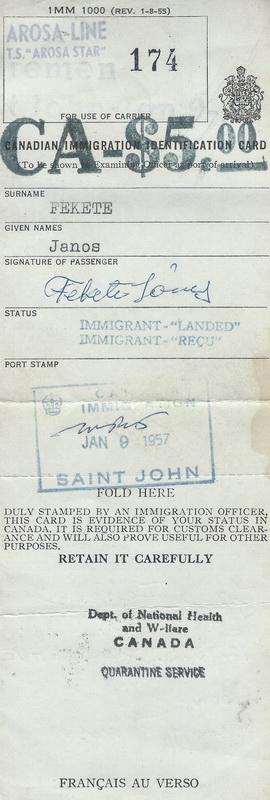 IMM 1000 (REV. 1-8-55)
AROSA-LINE
T.S. "AROSA STAR"
174
FOR USE OF CARRIER
CA-$5.00
CANADIAN IMMIGRATION IDENTIFICATION CARD
(To be shown to Examining Officer at port of arrival)
SURNAME
FEKETE
GIVEN NAMES
Janos
SIGNATURE OF PASSENGER
Fekete János
STATUS
IMMIGRANT-"LANDED"
IMMIGRANT-"REÇU"
PORT STAMP
IMMIGRATION
JAN 9 1957
SAINT JOHN
FOLD HERE
DULY STAMPED BY AN IMMIGRATION OFFICER,
THIS CARD IS EVIDENCE OF YOUR STATUS IN
CANADA. IT IS REQUIRED FOR CUSTOMS CLEAR-
ANCE AND WILL ALSO PROVE USEFUL FOR OTHER
PURPOSES.
RETAIN IT CAREFULLY
Dept. of National Health
and Welfare
CANADA
QUARANTINE SERVICE
FRANÇAIS AU VERSO